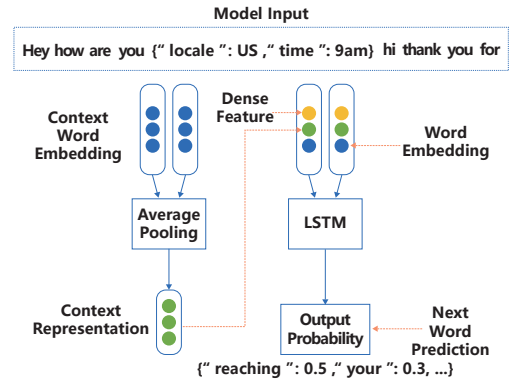 Model Input
Hey how are you {“ locale ”: US ,“ time ”: 9am} hi thank you for
Context
Word
Embedding
Dense
Feature
Word
Embedding
Average
Pooling
LSTM
Context
Representation
Output
Probability
Next
Word
Prediction
{“ reaching ”: 0.5 ,“ your ”: 0.3, ...}